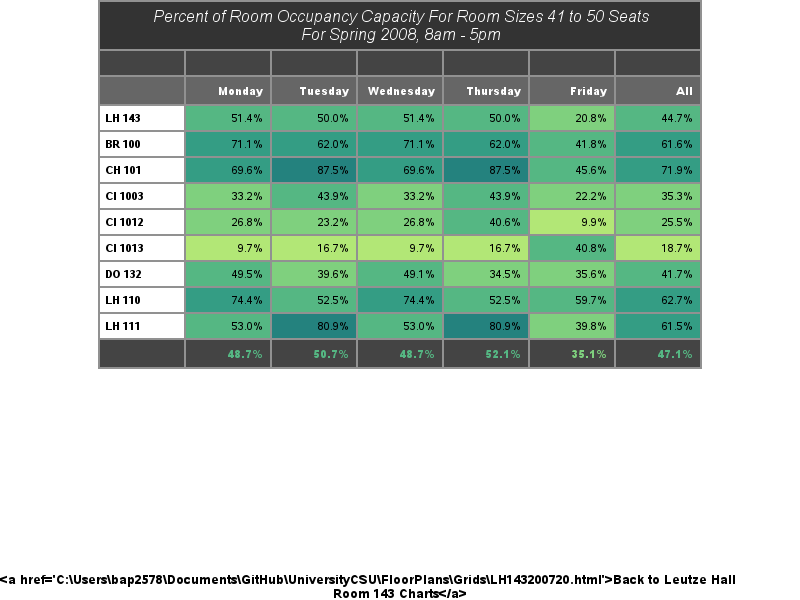 Percent of Room Occupancy Capacity For Room Sizes 41 to 50 Seats
For Spring 2008, 8am - 5pm
Monday Tuesday Wednesday Thursday Friday All
LH 143 51.4% 50.0% 51.4% 50.0% 20.8% 44.7%
BR 100 71.1% 62.0% 71.1% 62.0% 41.8% 61.6%
CH 101 69.6% 87.5% 69.6% 87.5% 45.6% 71.9%
CI 1003 33.2% 43.9% 33.2% 43.9% 22.2% 35.3%
CI 1012 26.8% 23.2% 26.8% 40.6% 9.9% 25.5%
CI 1013 9.7% 16.7% 9.7% 16.7% 40.8% 18.7%
DO 132 49.5% 39.6% 49.1% 34.5% 35.6% 41.7%
LH 110 74.4% 52.5% 74.4% 52.5% 59.7% 62.7%
LH 111 53.0% 80.9% 53.0% 80.9% 39.8% 61.5%
48.7% 50.7% 48.7% 52.1% 35.1% 47.1%
<a href='C:\Users\bap2578\Documents\GitHub\UniversityCSU\FloorPlans\Grids\LH143200720.html'>Back to Leutze Hall
Room 143 Charts</a>